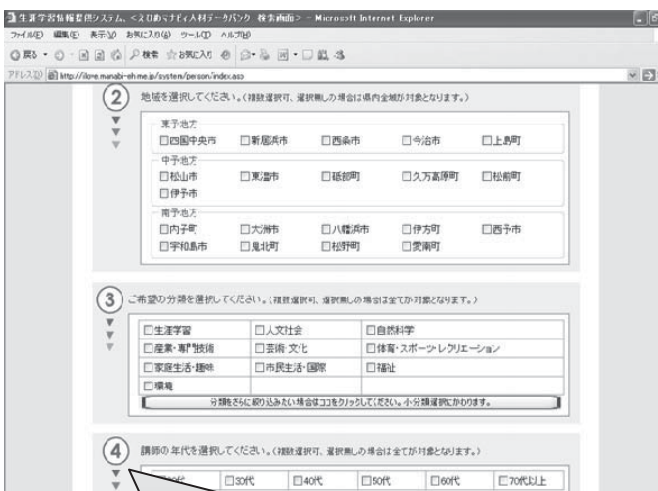 生涯学習情報提供システム、<えひめマナビィ人材データバンク 検索画面> - Microsoft Internet Explorer
ファイル(F) 編集(E) 表示(V) お気に入り(A) ツール(T) ヘルプ(H)
戻る 検索 お気に入り
アドレス(D) http://ilove.manabi-ehime.jp/system/person/index.asp
② 地域を選択してください。(複数選択可、選択無しの場合は県内全域が対象となります。)
東予地方
□四国中央市 □新居浜市 □西条市 □今治市 □上島町
中予地方
□松山市 □東温市 □砥部町 □久万高原町 □松前町
□伊予市
南予地方
□内子町 □大洲市 □八幡浜市 □伊方町 □西予市
□宇和島市 □鬼北町 □松野町 □愛南町
③ ご希望の分類を選択してください。(複数選択可、選択無しの場合は全てが対象となります。)
□生涯学習 □人文社会 □自然科学
□産業・専門技術 □芸術・文化 □体育・スポーツ・レクリエーション
□家庭生活・趣味 □市民生活・国際 □福祉
□環境
分類をさらに絞り込みたい場合はココをクリックしてください。小分類選択にかわります。
④ 講師の年代を選択してください。(複数選択可、選択無しの場合は全てが対象となります。)
□30代 □40代 □50代 □60代 □70代以上